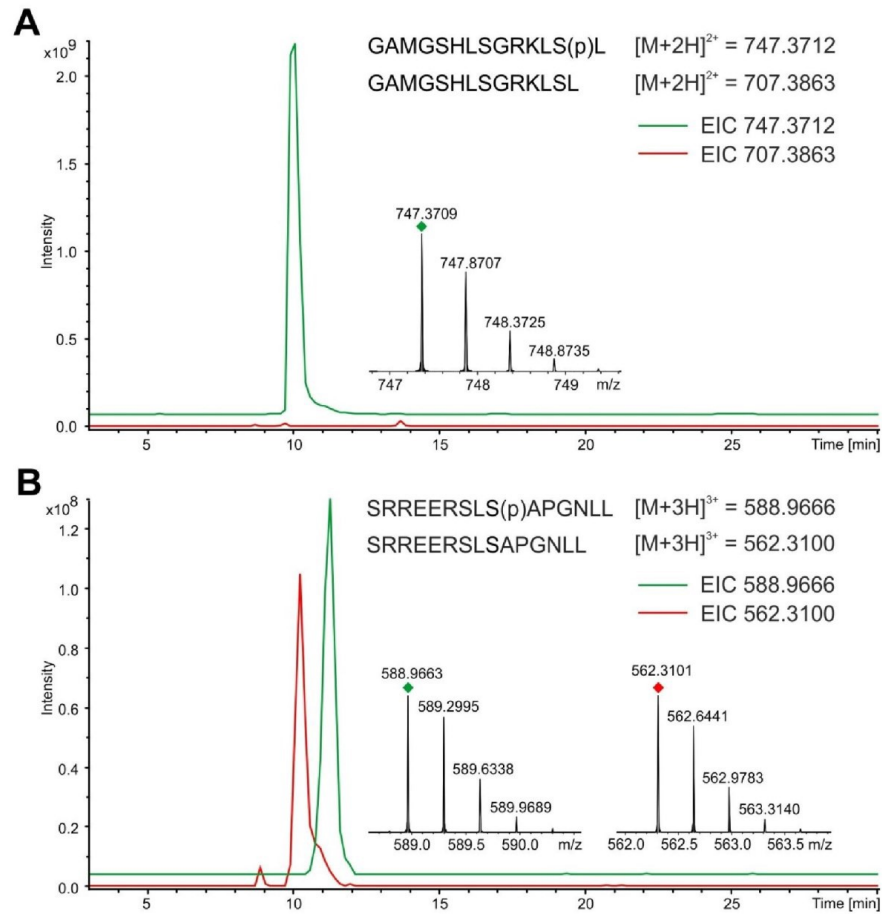 A
x10⁹
GAMGSHLSGRKLS(p)L [M+2H]²⁺ = 747.3712
GAMGSHLSGRKLSL [M+2H]²⁺ = 707.3863
EIC 747.3712
EIC 707.3863
2.0
1.5
1.0
0.5
0.0
Intensity
747.3709
747.8707
748.3725
748.8735
747 748 749 m/z
5 10 15 20 25 Time [min]
B
x10⁸
SRREERSLS(p)APGNLL [M+3H]³⁺ = 588.9666
SRREERSLSAPGNLL [M+3H]³⁺ = 562.3100
EIC 588.9666
EIC 562.3100
1.2
1.0
0.8
0.6
0.4
0.2
0.0
Intensity
588.9663
589.2995
589.6338
589.9689
589.0 589.5 590.0 m/z
562.3101
562.6441
562.9783
563.3140
562.0 562.5 563.0 563.5 m/z
5 10 15 20 25 Time [min]